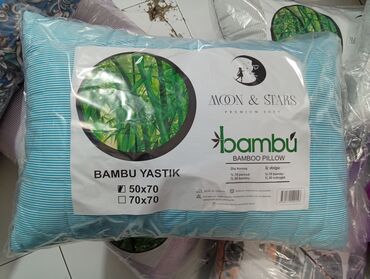 MOON & STARS
PREMIUM SOFT
bambú
BAMBOO PILLOW
BAMBU YASTIK
50x70
70x70